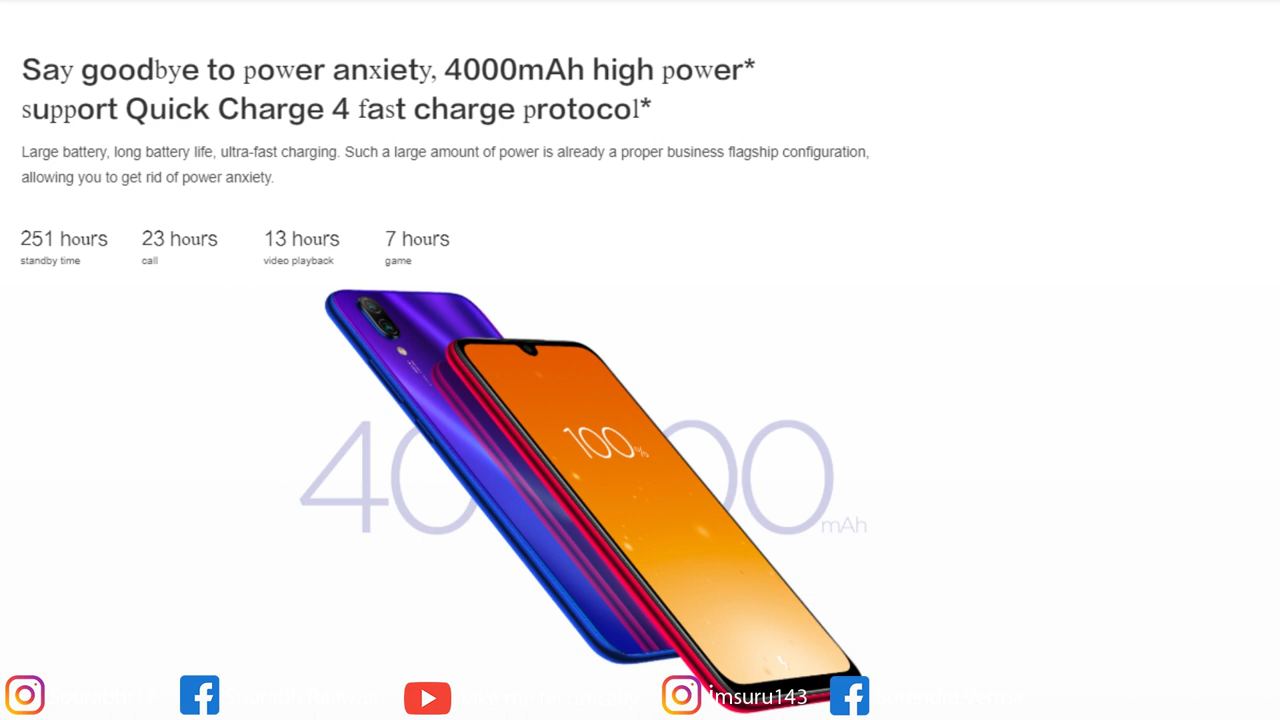 Say goodbye to power anxiety, 4000mAh high power*
support Quick Charge 4 fast charge protocol*
Large battery, long battery life, ultra-fast charging. Such a large amount of power is already a proper business flagship configuration,
allowing you to get rid of power anxiety.
251 hours 23 hours 13 hours 7 hours
standby time call video playback game
100%
mAh
imsuru143